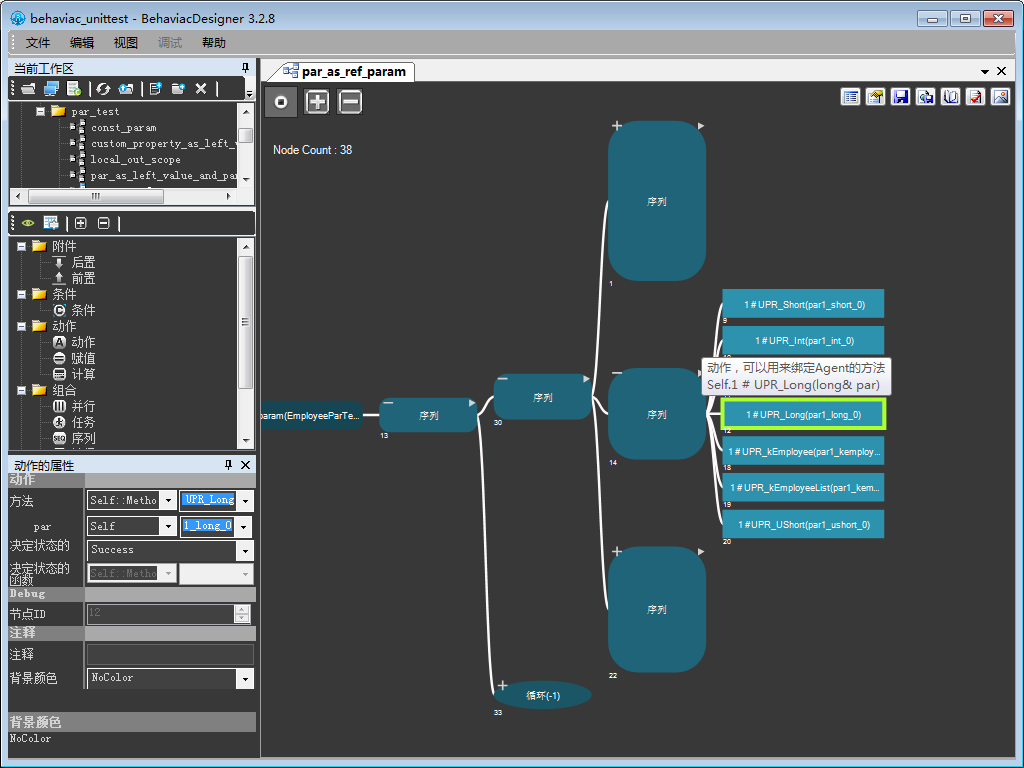 behaviac_unittest - BehaviacDesigner 3.2.8
文件 编辑 视图 调试 帮助
当前工作区
par_test
const_param
custom_property_as_left_v
local_out_scope
par_as_left_value_and_pa
附件
后置
前置
条件
条件
动作
动作
赋值
计算
组合
并行
任务
序列
动作的属性
动作
方法 Self::Metho UPR_Long
par Self 1_long_0
决定状态的 Success
决定状态的
函数 Self::Metho
Debug
节点ID 12
注释
注释
背景颜色 NoColor
背景颜色
NoColor
par_as_ref_param
Node Count : 38
param(EmployeeParTe...
序列
13
序列
30
序列
1
序列
14
序列
22
循环(-1)
33
1 # UPR_Short(par1_short_0)
9
1 # UPR_Int(par1_int_0)
动作，可以用来绑定Agent的方法
Self.1 # UPR_Long(long& par)
1 # UPR_Long(par1_long_0)
12
1 # UPR_kEmployee(par1_kemploy...
18
1 # UPR_kEmployeeList(par1_kem...
19
1 # UPR_UShort(par1_ushort_0)
20